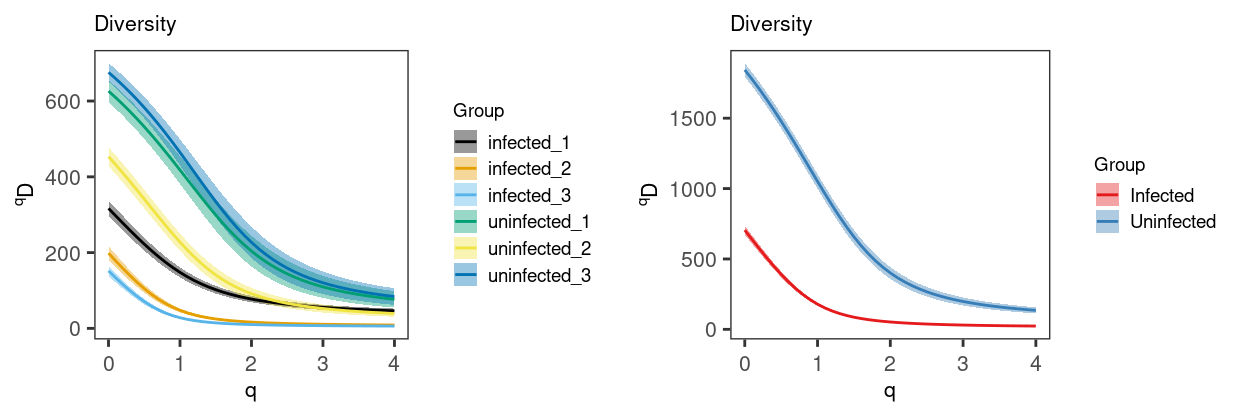 Diversity
600
400
200
0
qD
0 1 2 3 4
q
Group
infected_1
infected_2
infected_3
uninfected_1
uninfected_2
uninfected_3
Diversity
1500
1000
500
0
qD
0 1 2 3 4
q
Group
Infected
Uninfected